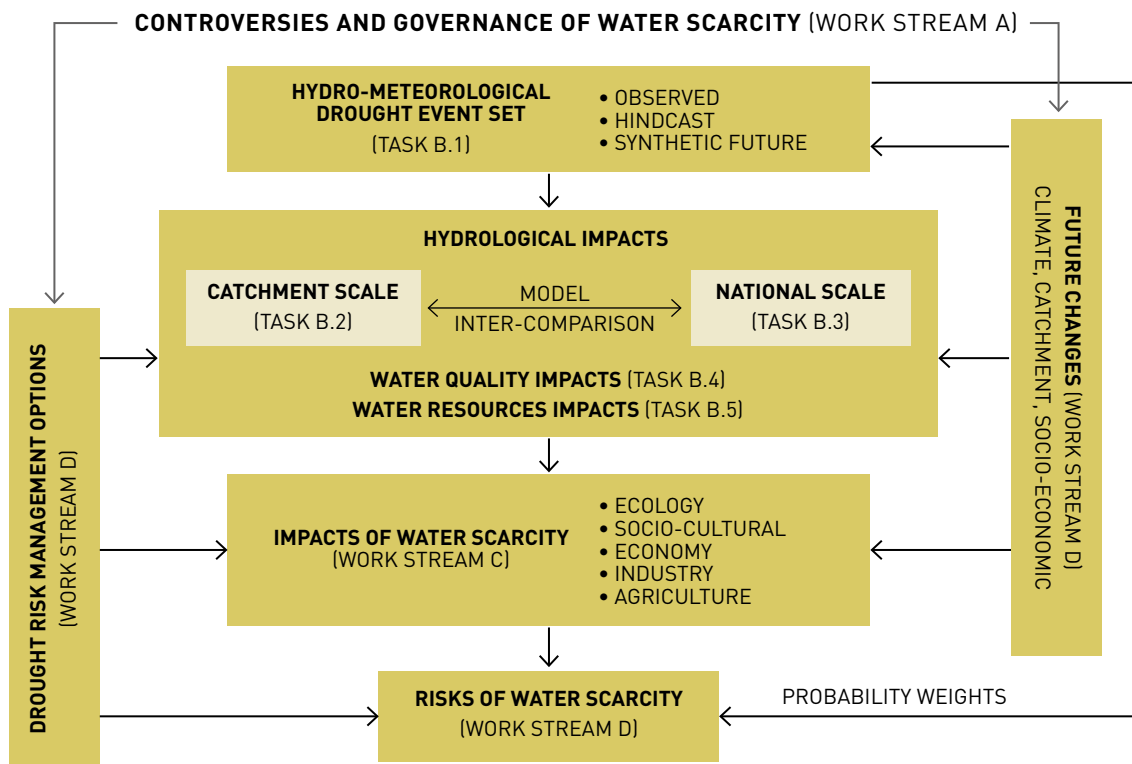 CONTROVERSIES AND GOVERNANCE OF WATER SCARCITY (WORK STREAM A)
HYDRO-METEOROLOGICAL
DROUGHT EVENT SET
(TASK B.1)
• OBSERVED
• HINDCAST
• SYNTHETIC FUTURE
HYDROLOGICAL IMPACTS
CATCHMENT SCALE
(TASK B.2)
MODEL
INTER-COMPARISON
NATIONAL SCALE
(TASK B.3)
WATER QUALITY IMPACTS (TASK B.4)
WATER RESOURCES IMPACTS (TASK B.5)
IMPACTS OF WATER SCARCITY
(WORK STREAM C)
• ECOLOGY
• SOCIO-CULTURAL
• ECONOMY
• INDUSTRY
• AGRICULTURE
RISKS OF WATER SCARCITY
(WORK STREAM D)
PROBABILITY WEIGHTS
DROUGHT RISK MANAGEMENT OPTIONS
(WORK STREAM D)
FUTURE CHANGES (WORK STREAM D)
CLIMATE, CATCHMENT, SOCIO-ECONOMIC